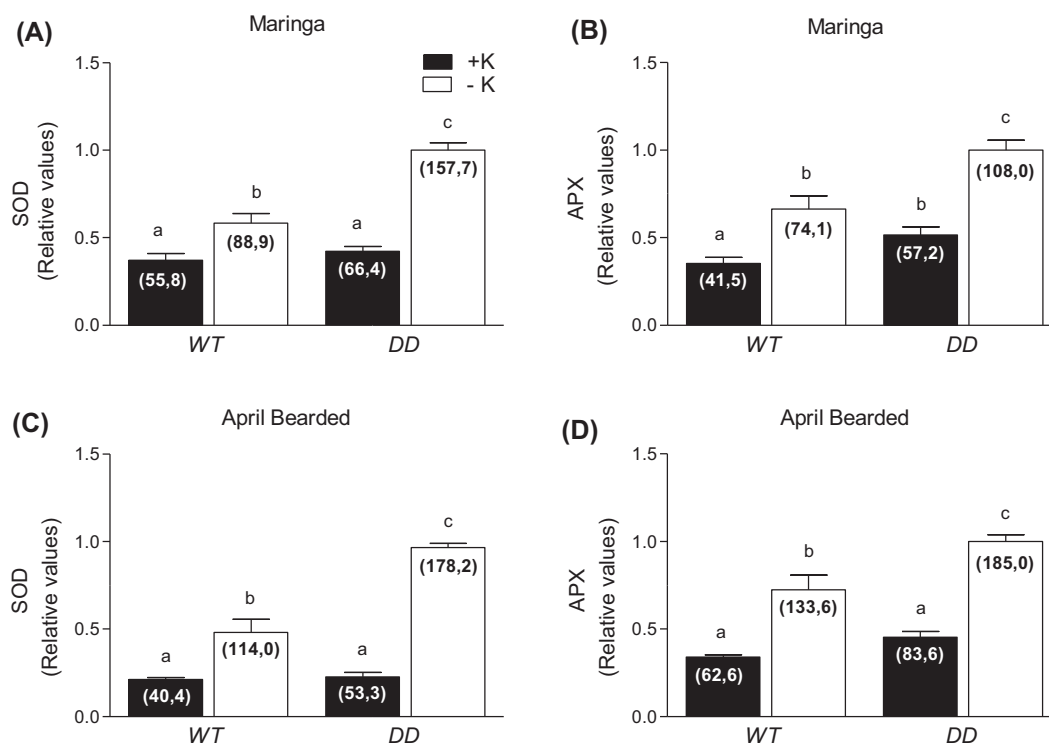 (A)
Maringa
+K
- K
SOD
(Relative values)
1.5
1.0
0.5
0.0
a
b
a
c
(55,8)
(88,9)
(66,4)
(157,7)
WT
DD
(B)
Maringa
APX
(Relative values)
1.5
1.0
0.5
0.0
a
b
b
c
(41,5)
(74,1)
(57,2)
(108,0)
WT
DD
(C)
April Bearded
SOD
(Relative values)
1.5
1.0
0.5
0.0
a
b
a
c
(40,4)
(114,0)
(53,3)
(178,2)
WT
DD
(D)
April Bearded
APX
(Relative values)
1.5
1.0
0.5
0.0
a
b
a
c
(62,6)
(133,6)
(83,6)
(185,0)
WT
DD